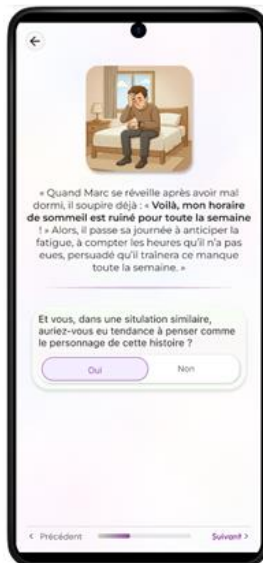 « Quand Marc se réveille après avoir mal
dormi, il soupire déjà : « Voilà, mon horaire
de sommeil est ruiné pour toute la semaine
! » Alors, il passe sa journée à anticiper la
fatigue, à compter les heures qu'il n'a pas
eues, persuadé qu'il traînera ce manque
toute la semaine. »
Et vous, dans une situlation similaire,
auriez-vous eu tendance à penser comme
le personnage de cette histoire ?
Oui Non
< Précédent Suivant >